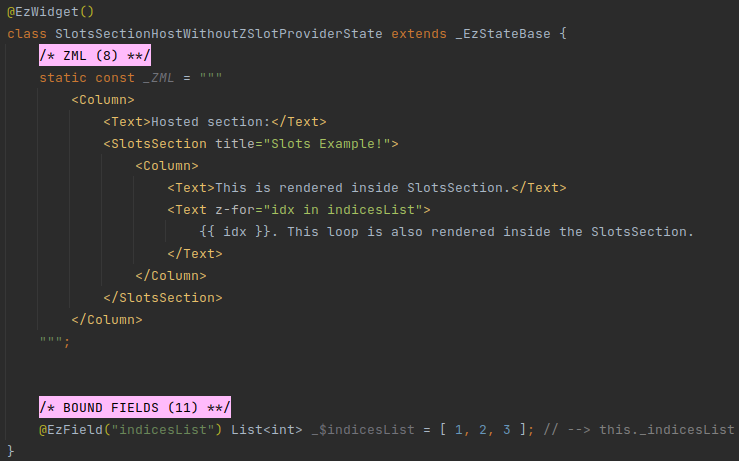 @EzWidget()
class SlotsSectionHostWithoutZSlotProviderState extends _EzStateBase {
    /* ZML (8) **/
    static const _ZML = """
        <Column>
            <Text>Hosted section:</Text>
            <SlotsSection title="Slots Example!">
                <Column>
                    <Text>This is rendered inside SlotsSection.</Text>
                    <Text z-for="idx in indicesList">
                        {{ idx }}. This loop is also rendered inside the SlotsSection.
                    </Text>
                </Column>
            </SlotsSection>
        </Column>
    """;
    /* BOUND FIELDS (11) **/
    @EzField("indicesList") List<int> _$indicesList = [ 1, 2, 3 ]; // --> this._indicesList
}